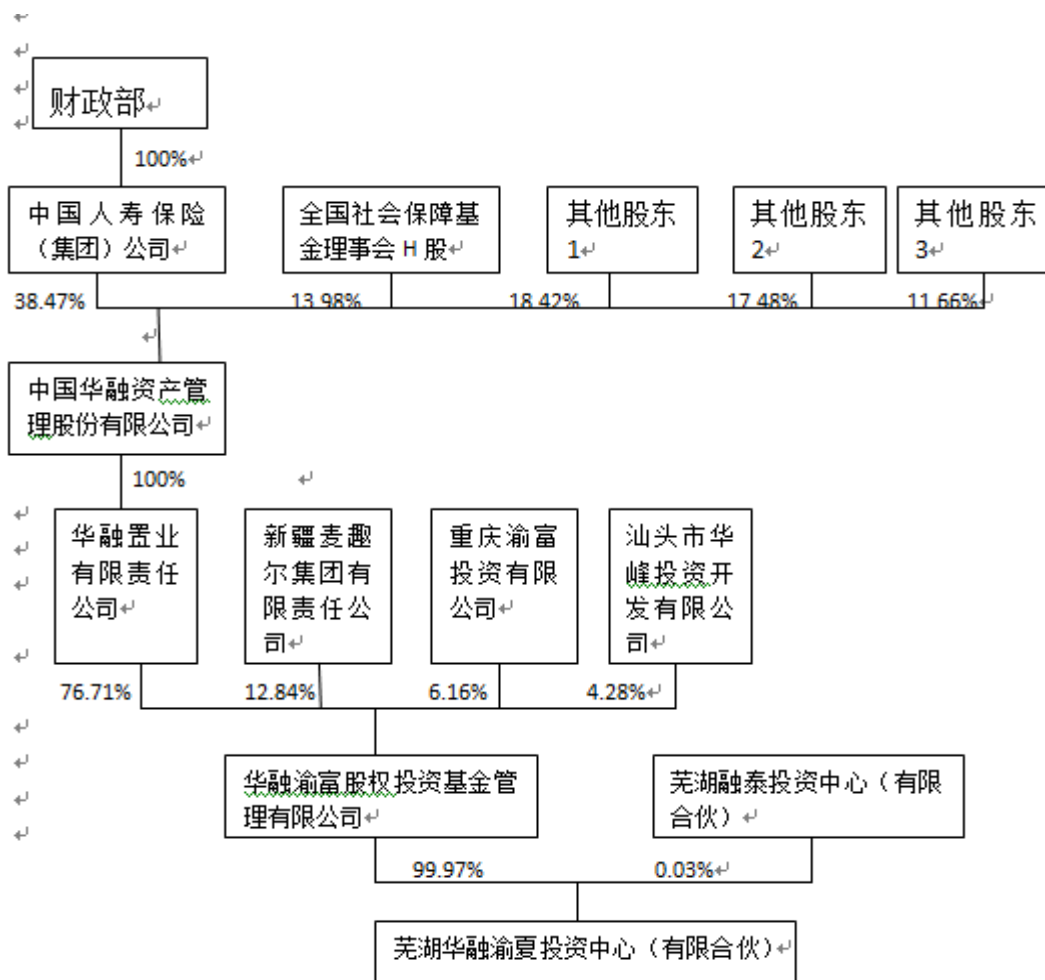 财政部
100%
中国人寿保险
（集团）公司
全国社会保障基
金理事会 H 股
其他股东
1
其他股东
2
其他股东
3
38.47%
13.98%
18.42%
17.48%
11.66%
中国华融资产管
理股份有限公司
100%
华融置业
有限责任
公司
新疆麦趣
尔集团有
限责任公
司
重庆渝富
投资有限
公司
汕头市华
峰投资开
发有限公
司
76.71%
12.84%
6.16%
4.28%
华融渝富股权投资基金管
理有限公司
芜湖融泰投资中心（有限
合伙）
99.97%
0.03%
芜湖华融渝夏投资中心（有限合伙）